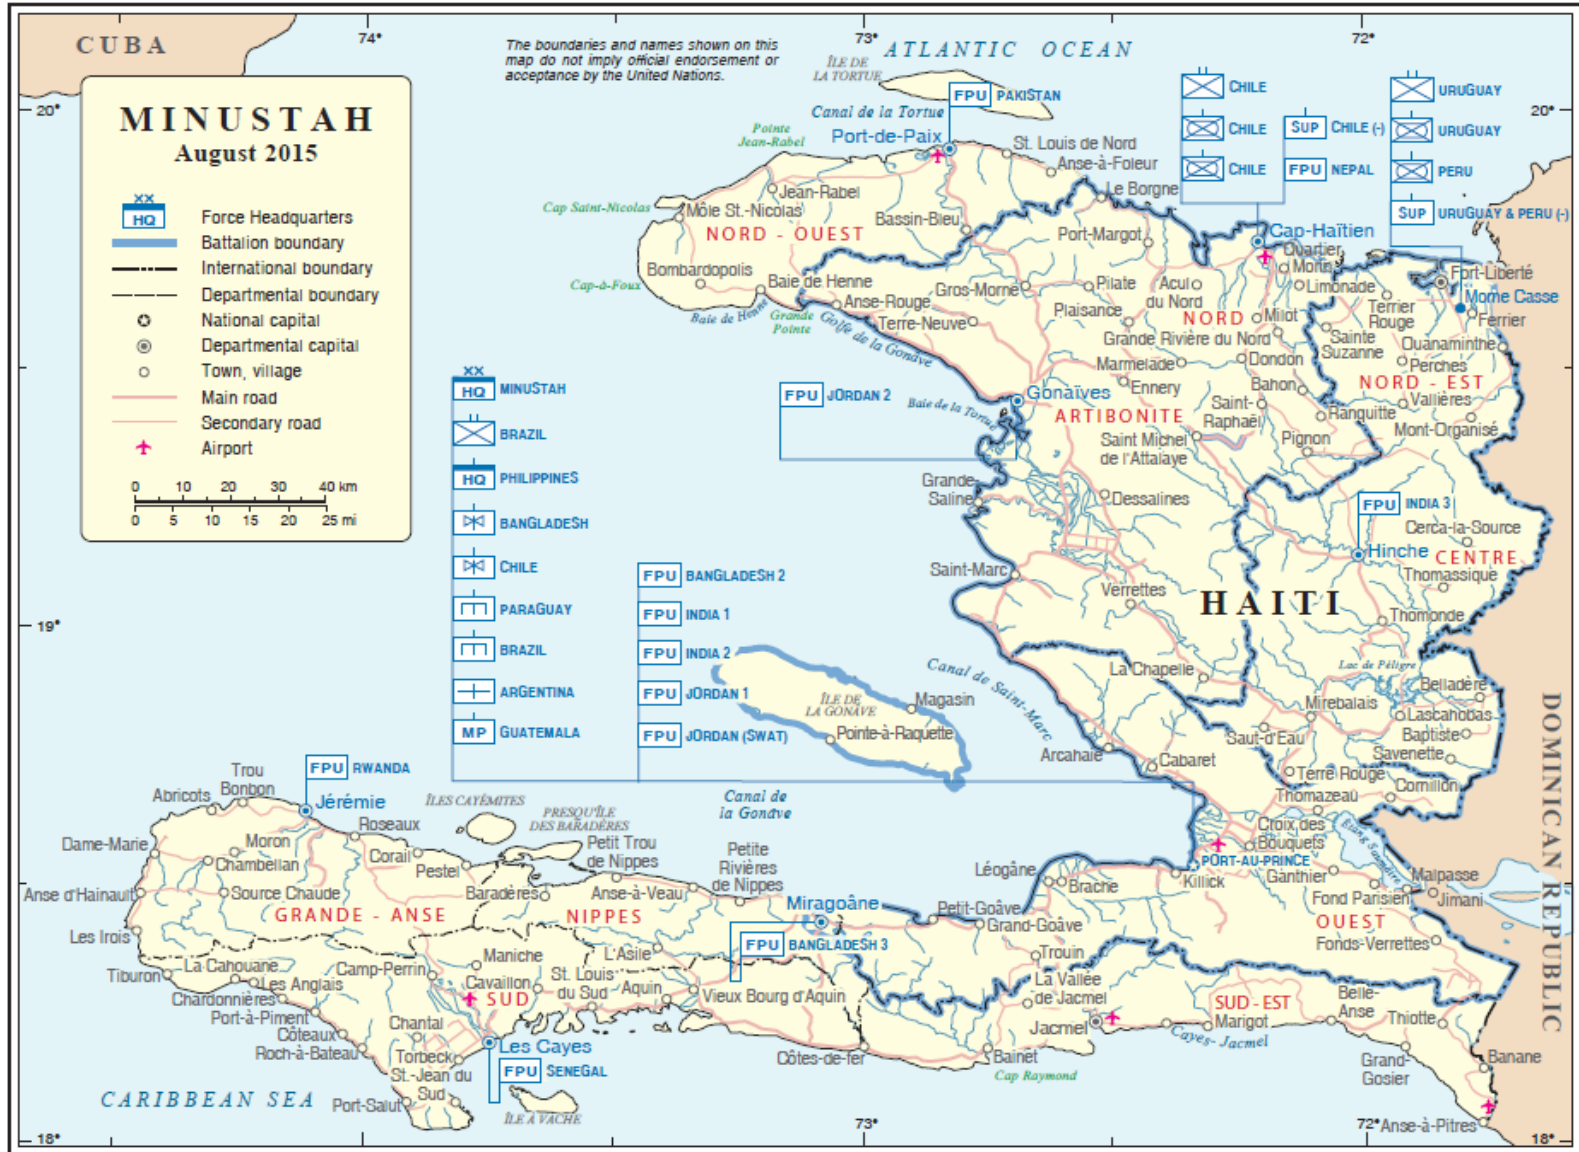 CUBA
74°
73°
72°
The boundaries and names shown on this
map do not imply official endorsement or
acceptance by the United Nations.
ATLANTIC OCEAN
ÎLE DE
LA TORTUE
20°
20°
MINUSTAH
August 2015
XX
HQ
Force Headquarters
Battalion boundary
International boundary
Departmental boundary
National capital
Departmental capital
Town, village
Main road
Secondary road
Airport
0 10 20 30 40 km
0 5 10 15 20 25 mi
FPU PAKISTAN
Canal de la Tortue
Port-de-Paix
Pointe
Jean-Rabel
St. Louis de Nord
Anse-à-Foleur
Le Borgne
CHILE
CHILE
CHILE
SUP CHILE (-)
FPU NEPAL
URUGUAY
URUGUAY
PERU
SUP URUGUAY & PERU (-)
Jean-Rabel
Cap Saint-Nicolas
Môle St.-Nicolas
Bassin-Bleu
NORD - OUEST
Port-Margot
Cap-Haïtien
Quartier
Morin
Limonade
Fort-Liberté
Morne Casse
Ferrier
Terrier
Rouge
Bombardopolis
Cap-à-Foux
Baie de Henne
Baie de Henne
Grande
Pointe
Anse-Rouge
Terre-Neuve
Golfe de la Gonâve
Gros-Morne
Pilate
Plaisance
Acul
du Nord
NORD
Milot
Grande Rivière du Nord
Sainte
Suzanne
Ouanaminthe
Perches
Marmelade
Dondon
Ennery
Bahon
NORD - EST
Vallières
Saint-
Raphaël
Ranquitte
Mont-Organisé
Pignon
XX
HQ MINUSTAH
BRAZIL
HQ PHILIPPINES
BANGLADESH
CHILE
PARAGUAY
BRAZIL
ARGENTINA
MP GUATEMALA
FPU JORDAN 2
Baie de la Tortue
Gonaïves
ARTIBONITE
Saint Michel
de l'Attalaye
Grande-
Saline
Dessalines
FPU INDIA 3
Cerca-la-Source
Hinche
CENTRE
Thomassique
Thomonde
Saint-Marc
Verrettes
HAITI
19°
FPU BANGLADESH 2
FPU INDIA 1
FPU INDIA 2
FPU JORDAN 1
FPU JORDAN (SWAT)
Canal de Saint-Marc
La Chapelle
Lac de Péligre
Belladère
Mirebalais
Lascahobas
Baptiste
Savenette
Saut-d'Eau
ÎLE DE
LA GONÂVE
Magasin
Pointe-à-Raquette
Arcahaie
Cabaret
Terre Rouge
Cornillon
Thomazeau
DOMINICAN REPUBLIC
FPU RWANDA
Trou
Bonbon
Abricots
Jérémie
ÎLES CAYÉMITES
PRESQU'ÎLE
DES BARADÈRES
Canal de
la Gonâve
Croix des
Bouquets
Étang Saumâtre
PORT-AU-PRINCE
Gânthier
Malpasse
Jimani
Fond Parisien
OUEST
Fonds-Verrettes
Dame-Marie
Moron
Chambellan
Roseaux
Corail
Pestel
Petit Trou
de Nippes
Petite
Rivières
de Nippes
Léogâne
Brache
Killick
Anse d'Hainault
Source Chaude
Baradères
Anse-à-Veau
Miragoâne
Petit-Goâve
Grand-Goâve
GRANDE - ANSE
NIPPES
Les Irois
FPU BANGLADESH 3
Trouin
Tiburon
La Cahouane
Les Anglais
Chardonnières
Port-à-Piment
Côteaux
Roch-à-Bateau
Camp-Perrin
Maniche
Cavaillon
SUD
L'Asile
St. Louis
du Sud
Aquin
Vieux Bourg d'Aquin
La Vallée
de Jacmel
SUD - EST
Belle-
Anse
Thiotte
Jacmel
Marigot
Cayes-Jacmel
Chantal
Torbeck
Les Cayes
St.-Jean du
Sud
Port-Salut
FPU SENEGAL
ÎLE À VACHE
Côtes-de-fer
Bainet
Cap Raymond
Grand-
Gosier
Banane
Anse-à-Pitres
CARIBBEAN SEA
18°
74°
73°
72°
18°